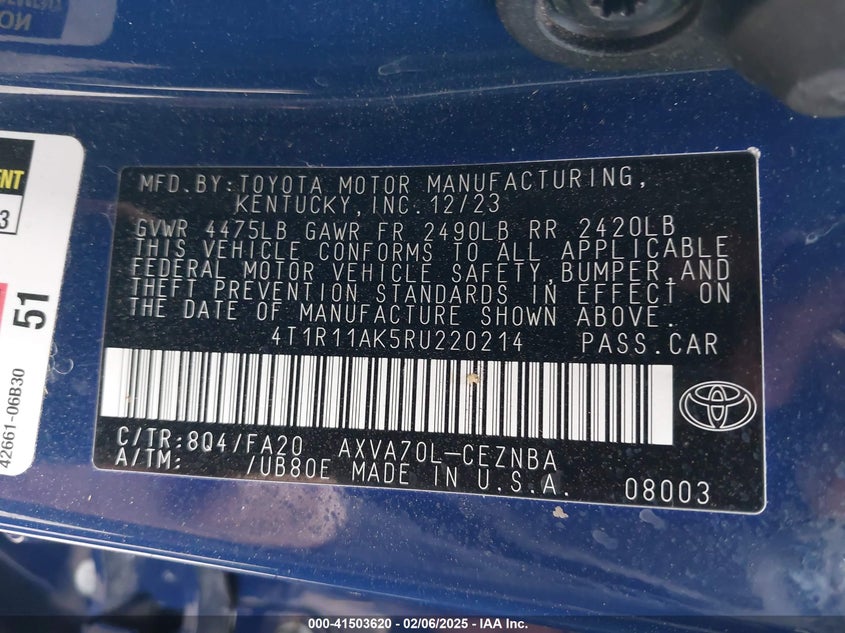 ENT
3
51
42661-06B30
MFD.BY:TOYOTA MOTOR MANUFACTURING,
KENTUCKY,INC.12/23
GVWR 4475LB GAWR FR 2490LB RR 2420LB
THIS VEHICLE CONFORMS TO ALL APPLICABLE
FEDERAL MOTOR VEHICLE SAFETY,BUMPER,AND
THEFT PREVENTION STANDARDS IN EFFECT ON
THE DATE OF MANUFACTURE SHOWN ABOVE.
4T1R11AK5RU220214 PASS.CAR
C/TR:8Q4/FA20 AXVA70L-CEZNBA
A/TM: /UB80E MADE IN U.S.A. 08003
000-41503620 - 02/06/2025 - IAA Inc.